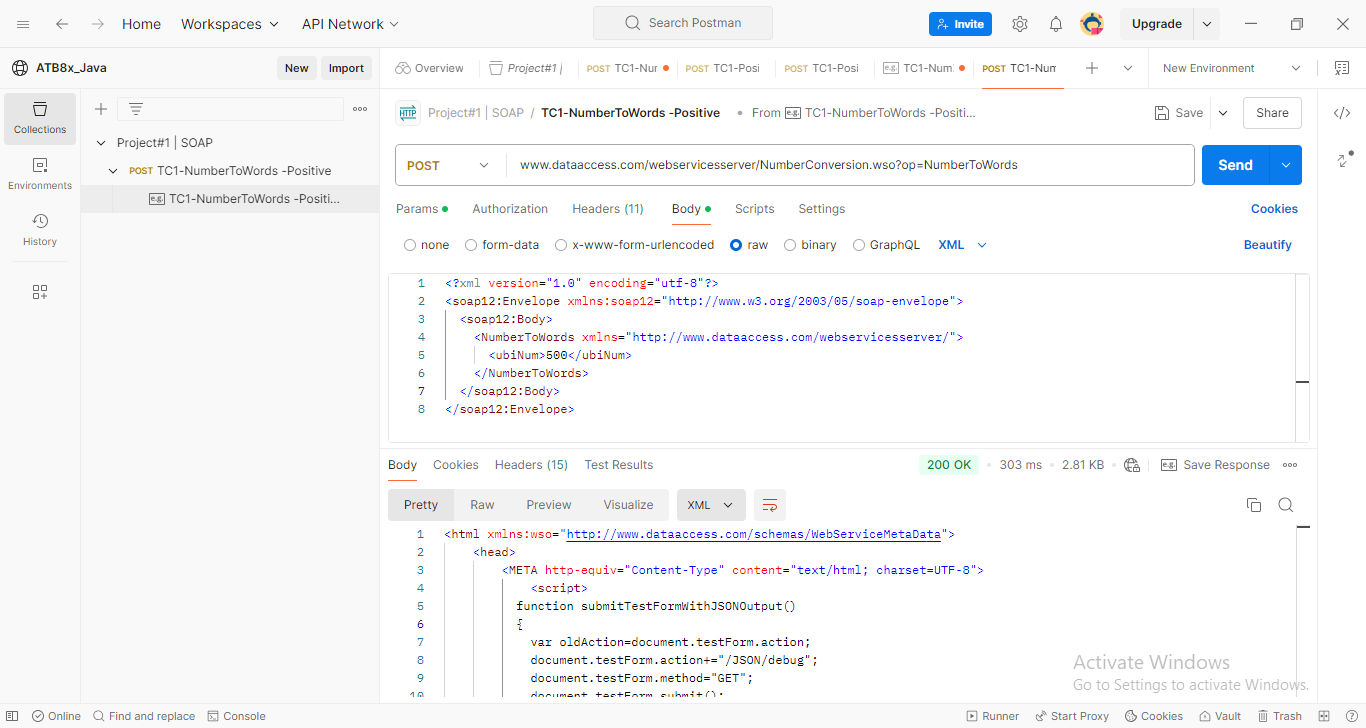 Home Workspaces API Network Search Postman Invite Upgrade
ATB8x_Java New Import Overview Project#1 | POST TC1-Nur POST TC1-Posi POST TC1-Posi e.g. TC1-Num POST TC1-Num New Environment
Collections
Environments
History
Project#1 | SOAP
POST TC1-NumberToWords -Positive
e.g. TC1-NumberToWords -Positi...
HTTP Project#1 | SOAP / TC1-NumberToWords -Positive • From e.g. TC1-NumberToWords -Positi... Save Share
POST www.dataaccess.com/webservicesserver/NumberConversion.wso?op=NumberToWords Send
Params Authorization Headers (11) Body Scripts Settings Cookies
none form-data x-www-form-urlencoded raw binary GraphQL XML Beautify
1 <?xml version="1.0" encoding="utf-8"?>
2 <soap12:Envelope xmlns:soap12="http://www.w3.org/2003/05/soap-envelope">
3 <soap12:Body>
4 <NumberToWords xmlns="http://www.dataaccess.com/webservicesserver/">
5 <ubiNum>500</ubiNum>
6 </NumberToWords>
7 </soap12:Body>
8 </soap12:Envelope>
Body Cookies Headers (15) Test Results 200 OK • 303 ms • 2.81 KB • e.g. Save Response
Pretty Raw Preview Visualize XML
1 <html xmlns:wso="http://www.dataaccess.com/schemas/WebServiceMetaData">
2 <head>
3 <META http-equiv="Content-Type" content="text/html; charset=UTF-8">
4 <script>
5 function submitTestFormWithJSONOutput()
6 {
7 var oldAction=document.testForm.action;
8 document.testForm.action+="/JSON/debug";
9 document.testForm.method="GET";
10 document.testForm.submit();
Activate Windows
Go to Settings to activate Windows.
Online Find and replace Console Runner Start Proxy Cookies Vault Trash